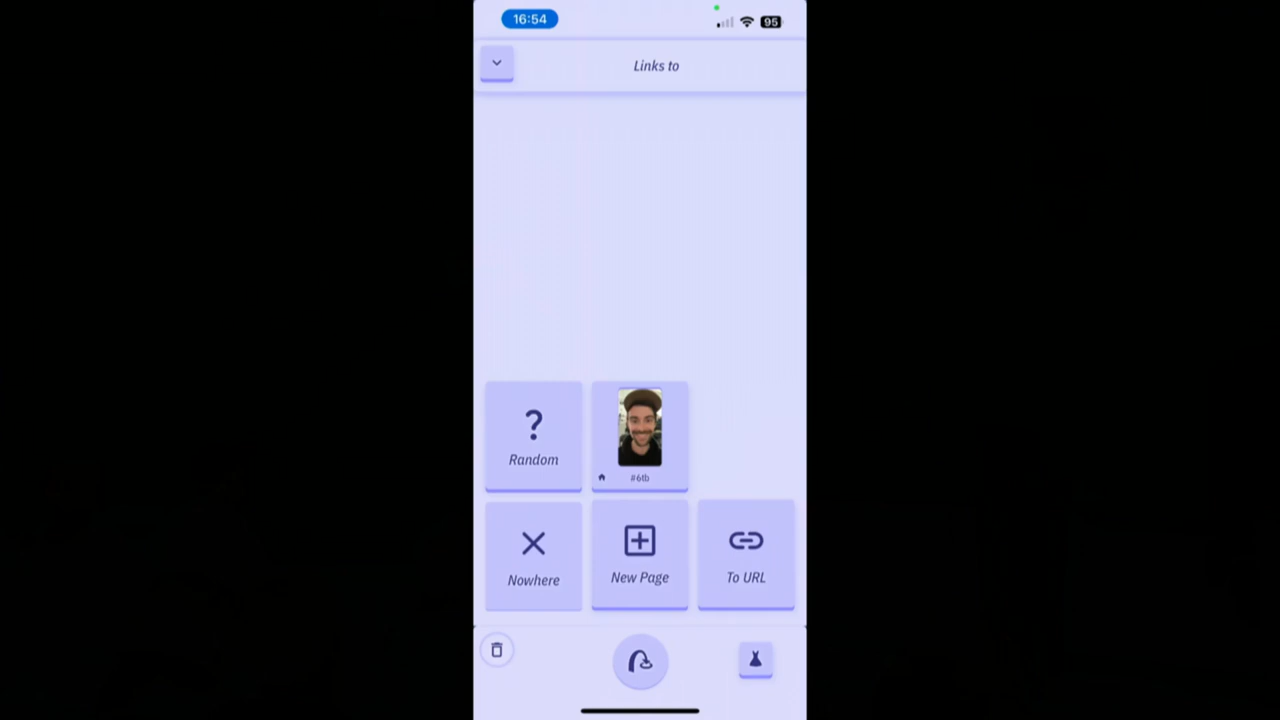 16:54
95
Links to
Random
#6tb
Nowhere
New Page
To URL